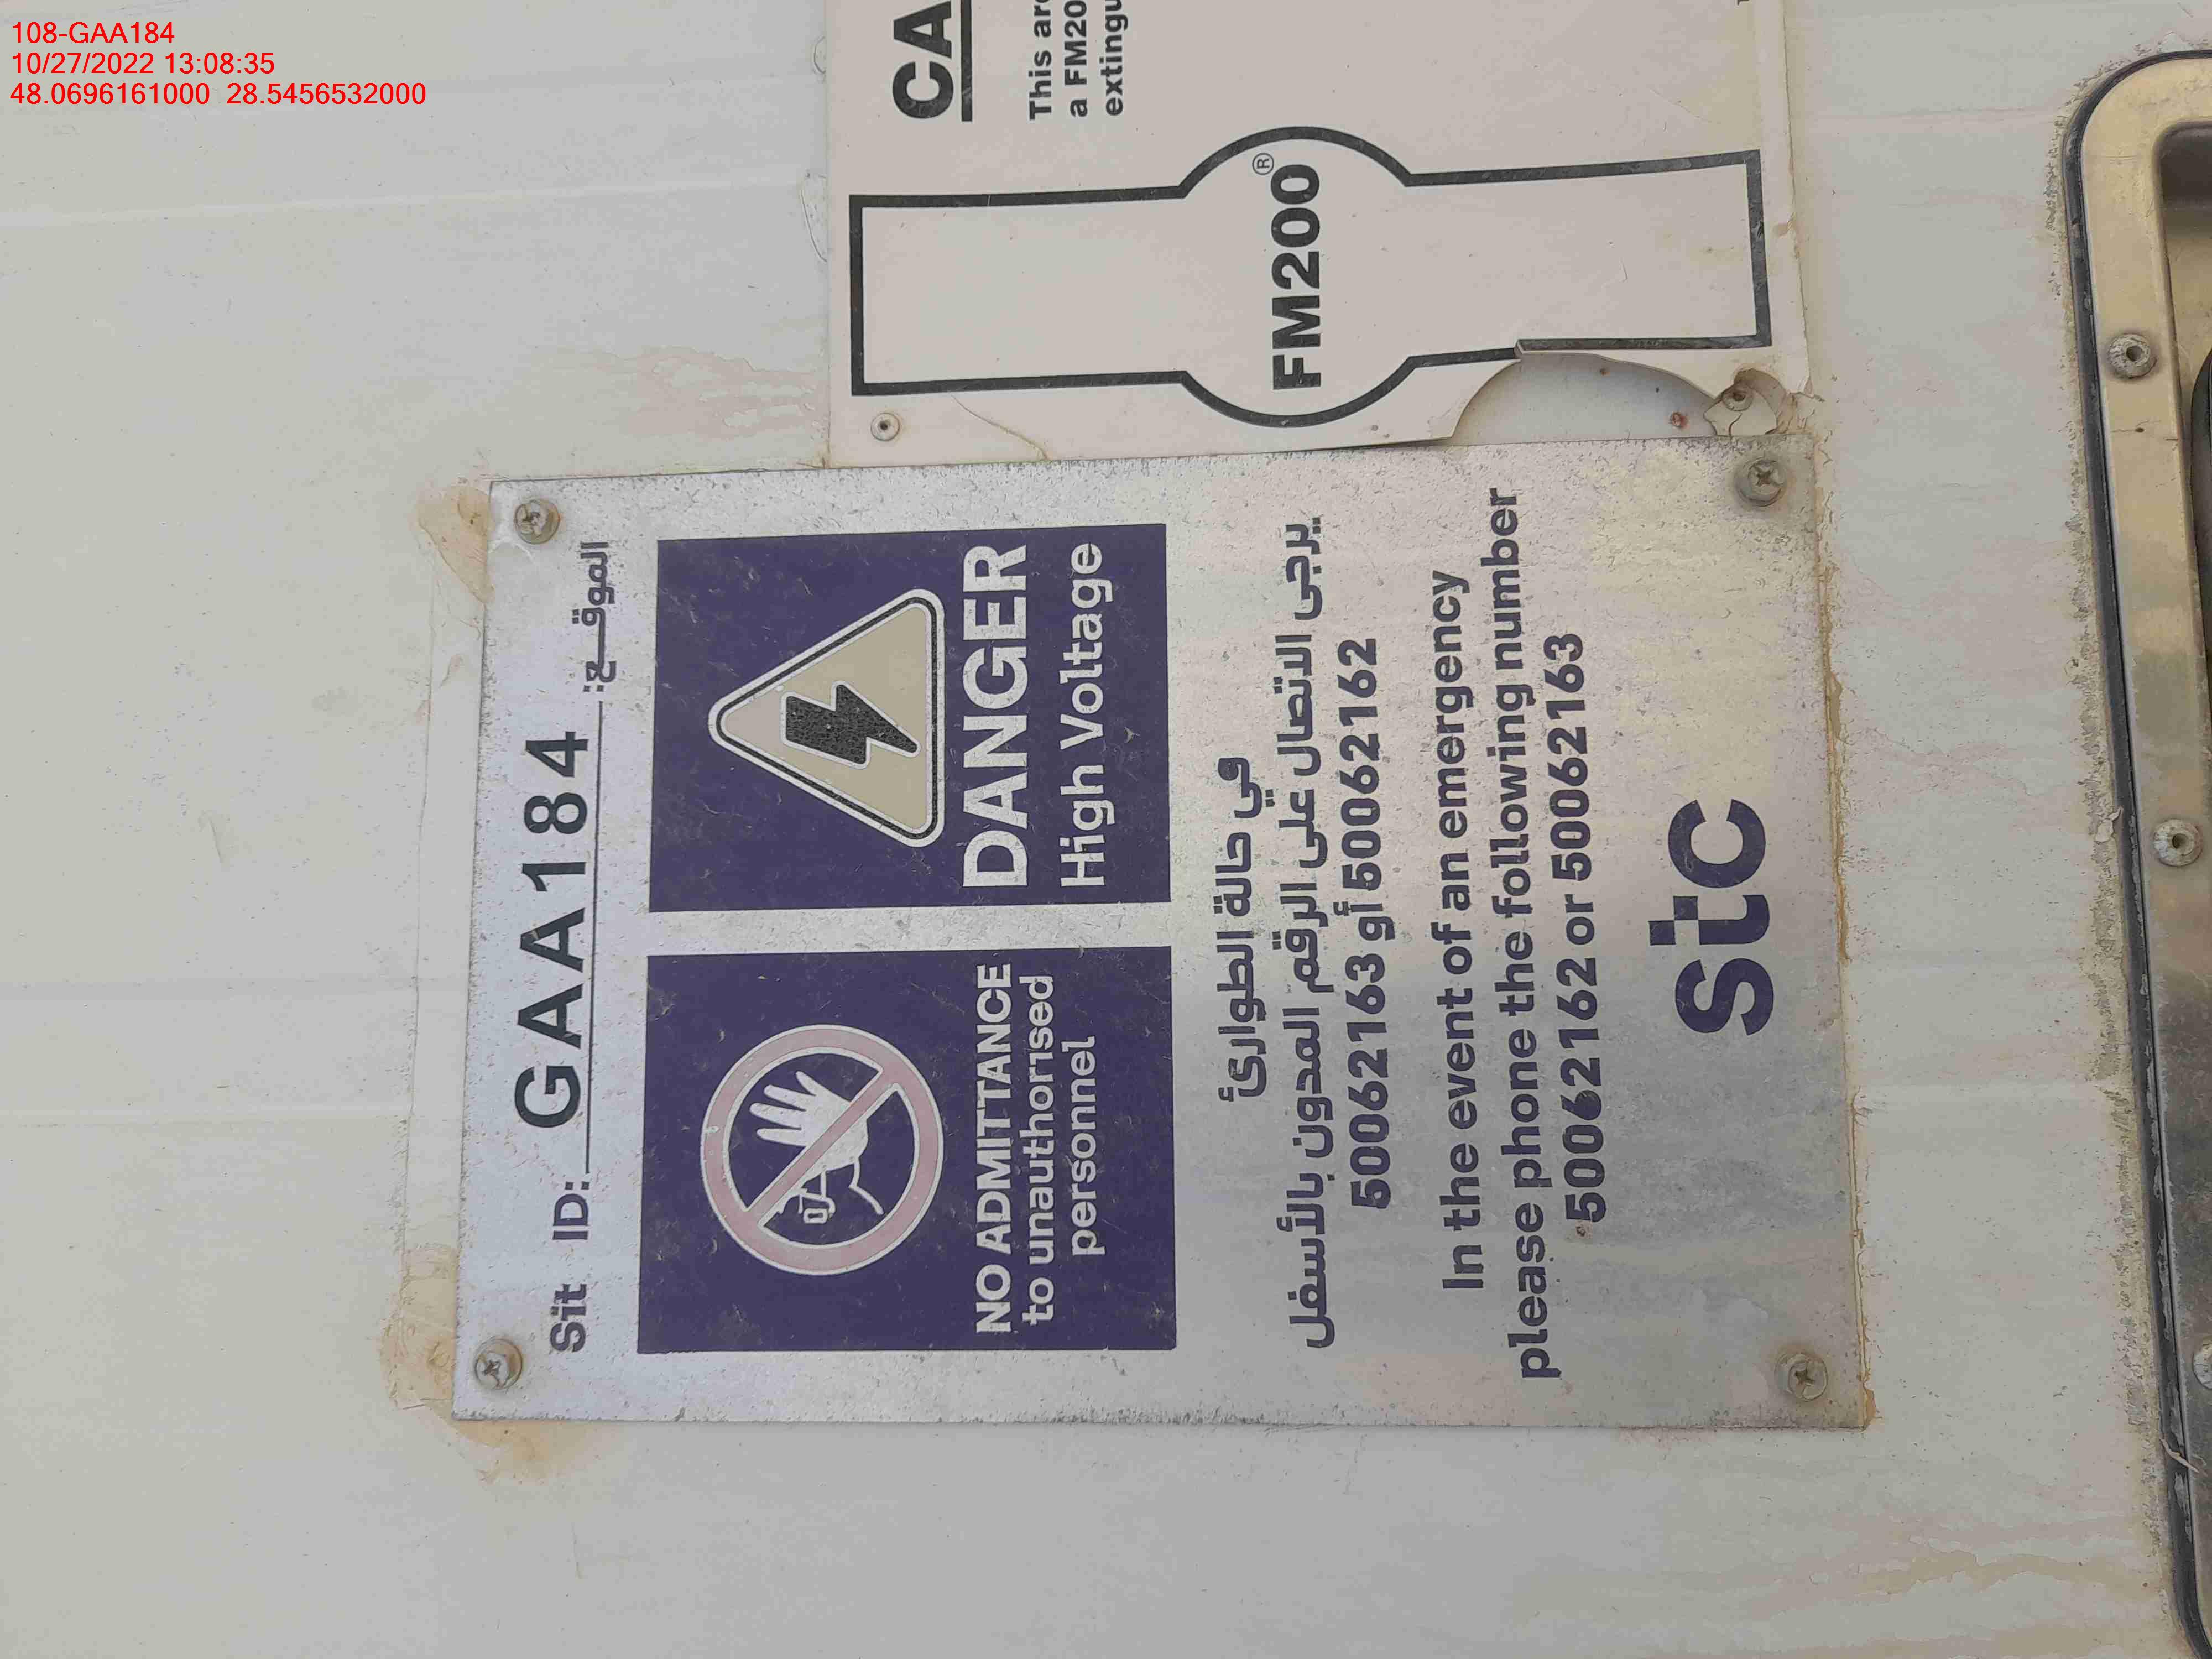 108-GAA184
10/27/2022 13:08:35
48.0696161000 28.5456532000
Sit ID: GAA184 الموقـع:
NO ADMITTANCE
to unauthorised
personnel
DANGER
High Voltage
في حالة الطوارئ
يرجى الاتصال على الرقم المدون بالأسفل
50062163 أو 50062162
In the event of an emergency
please phone the following number
50062162 or 50062163
stc
FM200®
CA
This
a FM20
extingu